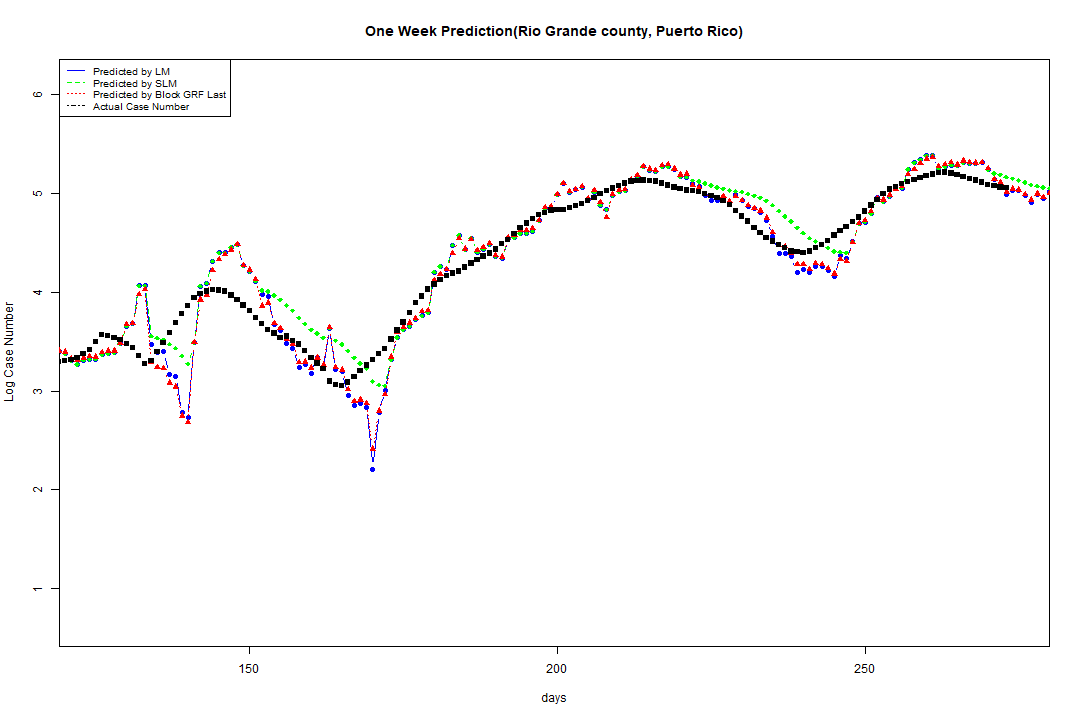 One Week Prediction(Rio Grande county, Puerto Rico)
Predicted by LM
Predicted by SLM
Predicted by Block GRF Last
Actual Case Number
Log Case Number
6
5
4
3
2
1
150
200
250
days